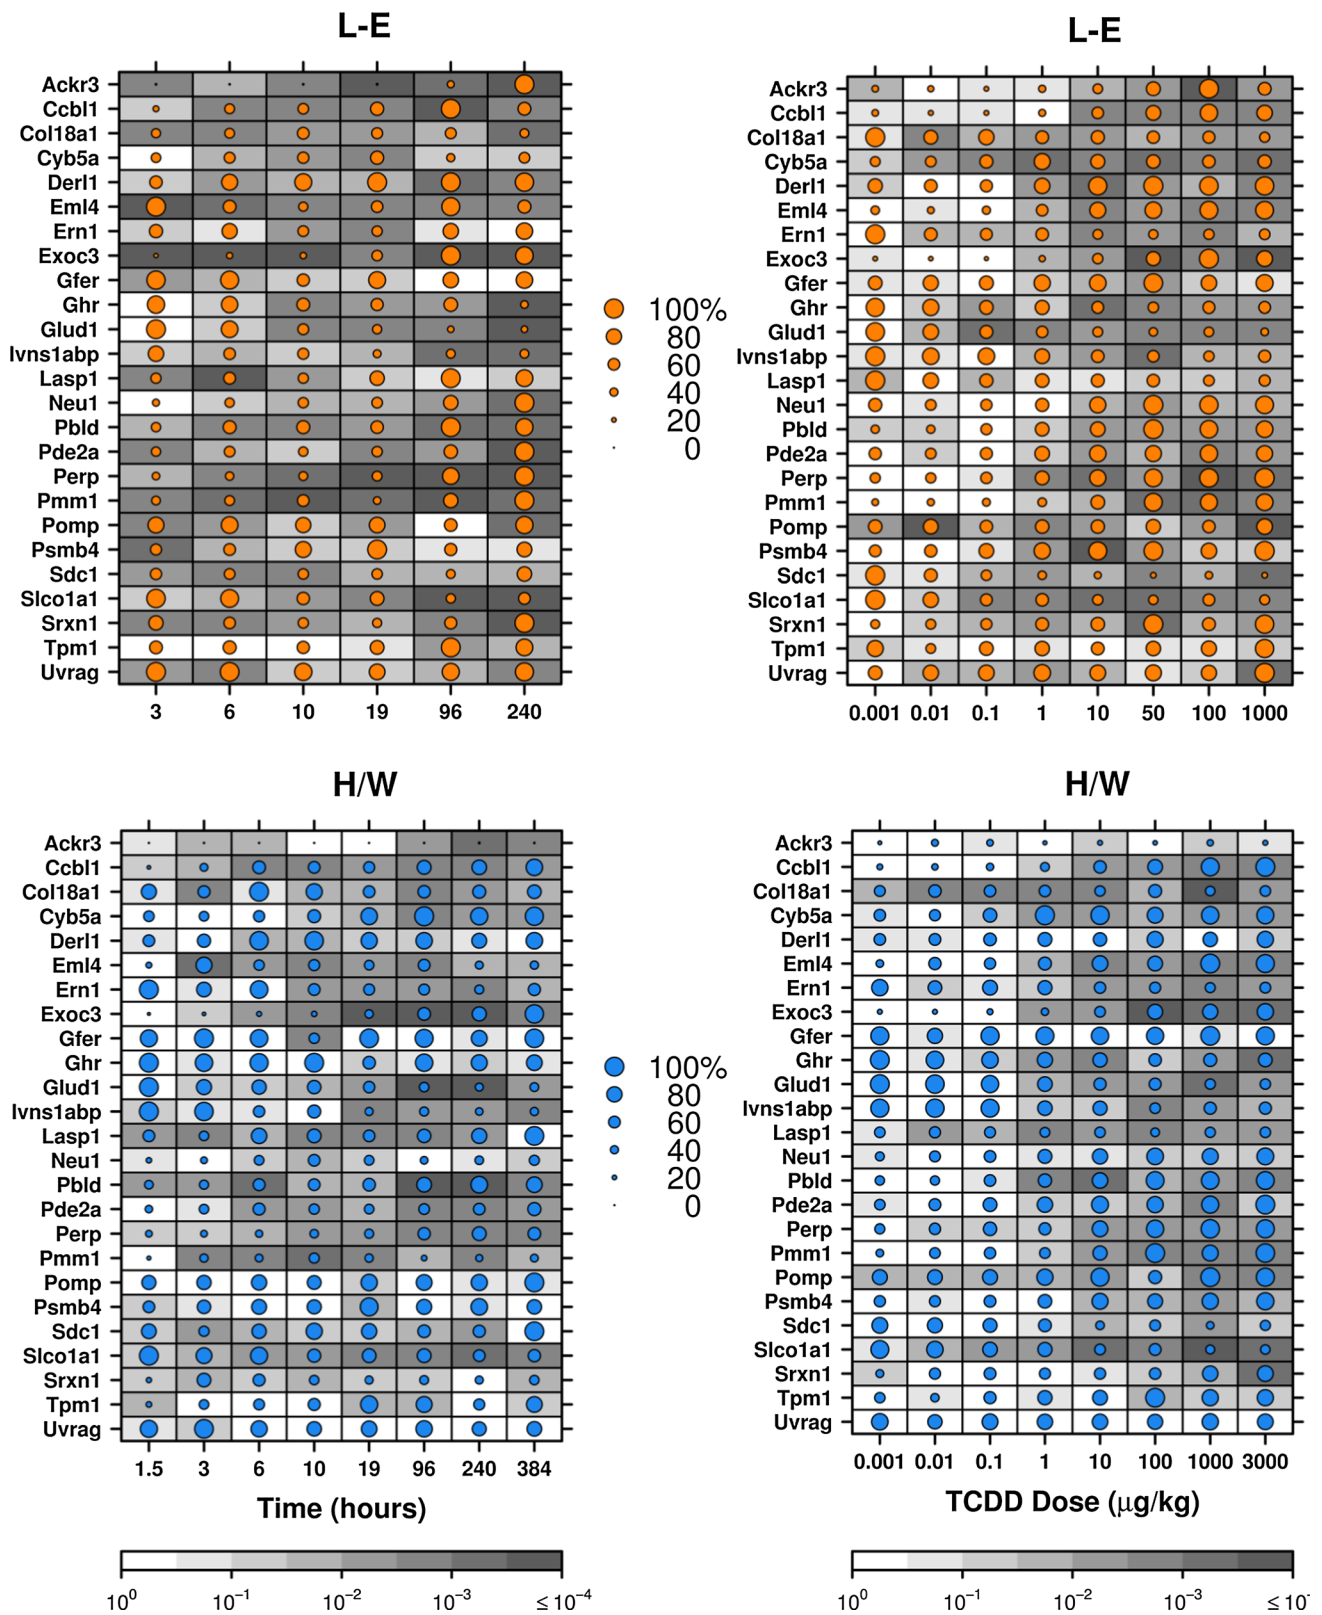 L-E
Ackr3
Ccbl1
Col18a1
Cyb5a
Derl1
Eml4
Ern1
Exoc3
Gfer
Ghr
Glud1
Ivns1abp
Lasp1
Neu1
Pbld
Pde2a
Perp
Pmm1
Pomp
Psmb4
Sdc1
Slco1a1
Srxn1
Tpm1
Uvrag
3 6 10 19 96 240
100%
80
60
40
20
0
L-E
Ackr3
Ccbl1
Col18a1
Cyb5a
Derl1
Eml4
Ern1
Exoc3
Gfer
Ghr
Glud1
Ivns1abp
Lasp1
Neu1
Pbld
Pde2a
Perp
Pmm1
Pomp
Psmb4
Sdc1
Slco1a1
Srxn1
Tpm1
Uvrag
0.001 0.01 0.1 1 10 50 100 1000
H/W
Ackr3
Ccbl1
Col18a1
Cyb5a
Derl1
Eml4
Ern1
Exoc3
Gfer
Ghr
Glud1
Ivns1abp
Lasp1
Neu1
Pbld
Pde2a
Perp
Pmm1
Pomp
Psmb4
Sdc1
Slco1a1
Srxn1
Tpm1
Uvrag
1.5 3 6 10 19 96 240 384
Time (hours)
10⁰ 10⁻¹ 10⁻² 10⁻³ ≤ 10⁻⁴
100%
80
60
40
20
0
H/W
Ackr3
Ccbl1
Col18a1
Cyb5a
Derl1
Eml4
Ern1
Exoc3
Gfer
Ghr
Glud1
Ivns1abp
Lasp1
Neu1
Pbld
Pde2a
Perp
Pmm1
Pomp
Psmb4
Sdc1
Slco1a1
Srxn1
Tpm1
Uvrag
0.001 0.01 0.1 1 10 100 1000 3000
TCDD Dose (μg/kg)
10⁰ 10⁻¹ 10⁻² 10⁻³ ≤ 10⁻